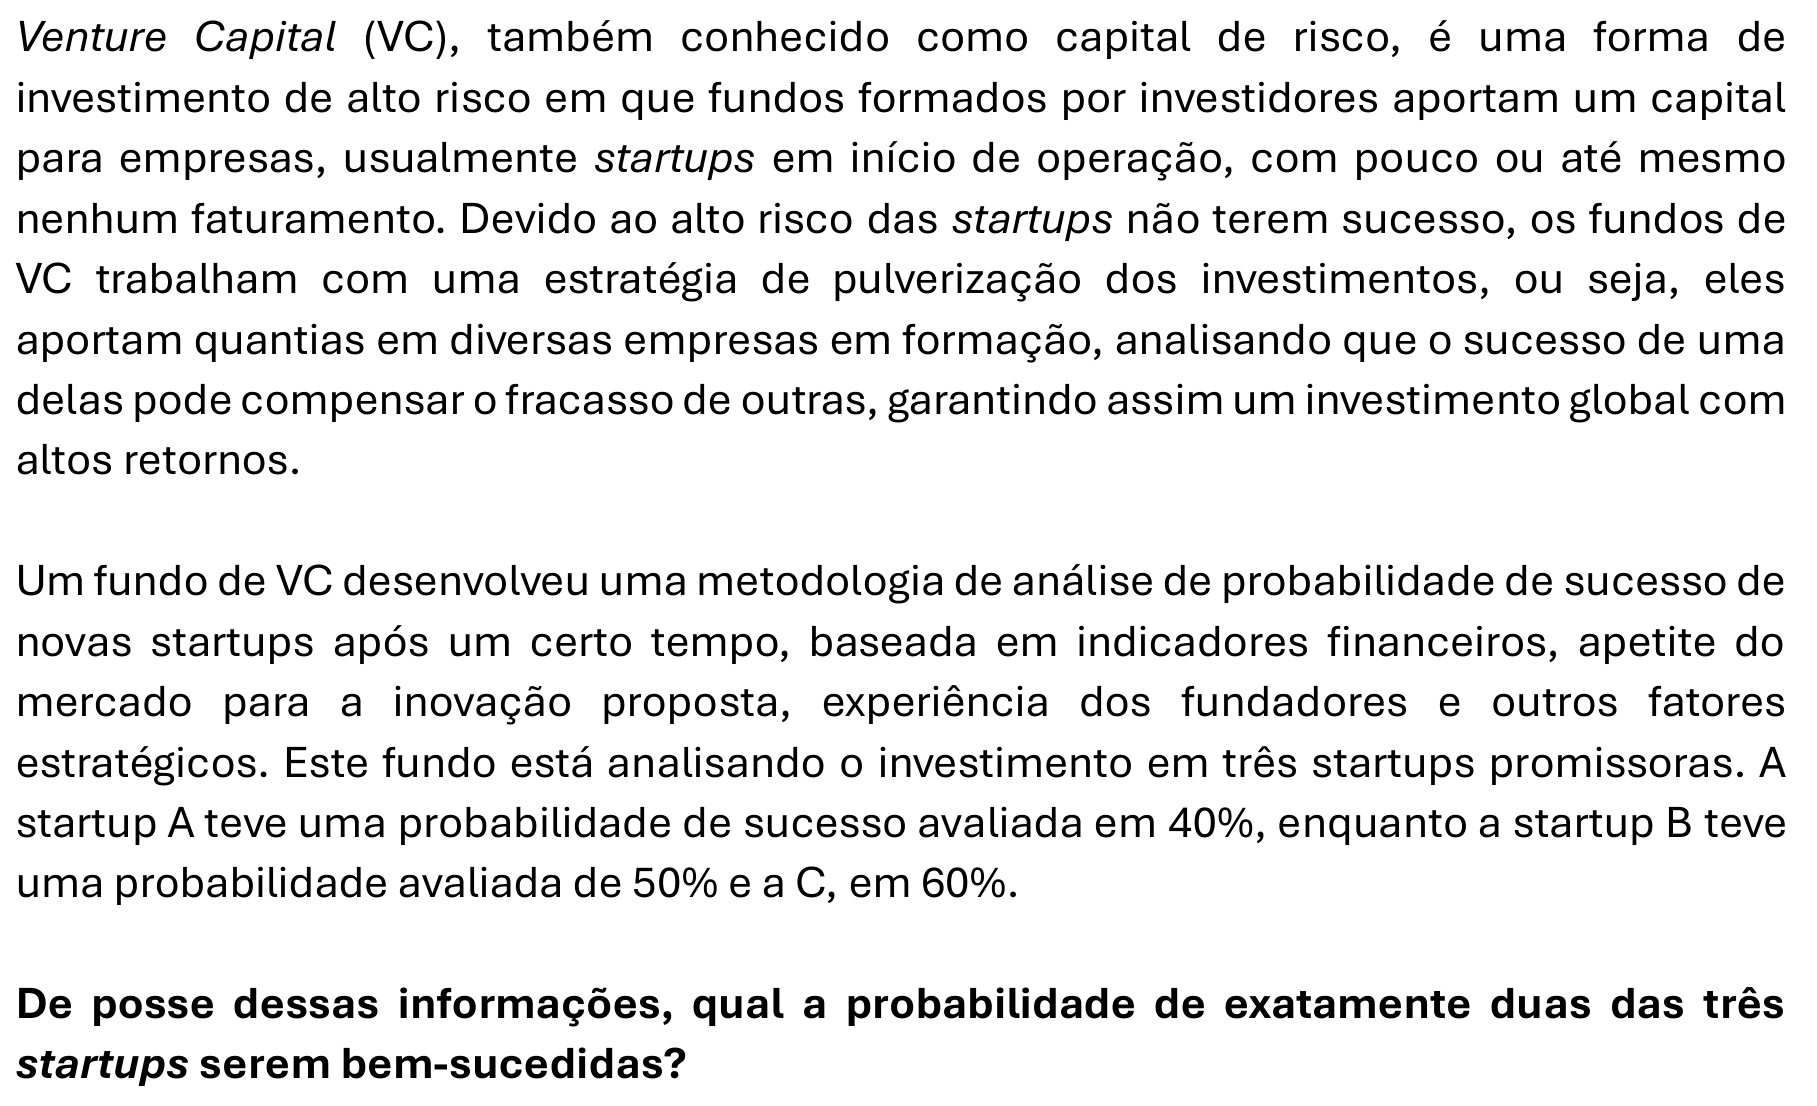 Venture Capital (VC), também conhecido como capital de risco, é uma forma de
investimento de alto risco em que fundos formados por investidores aportam um capital
para empresas, usualmente startups em início de operação, com pouco ou até mesmo
nenhum faturamento. Devido ao alto risco das startups não terem sucesso, os fundos de
VC trabalham com uma estratégia de pulverização dos investimentos, ou seja, eles
aportam quantias em diversas empresas em formação, analisando que o sucesso de uma
delas pode compensar o fracasso de outras, garantindo assim um investimento global com
altos retornos.
Um fundo de VC desenvolveu uma metodologia de análise de probabilidade de sucesso de
novas startups após um certo tempo, baseada em indicadores financeiros, apetite do
mercado para a inovação proposta, experiência dos fundadores e outros fatores
estratégicos. Este fundo está analisando o investimento em três startups promissoras. A
startup A teve uma probabilidade de sucesso avaliada em 40%, enquanto a startup B teve
uma probabilidade avaliada de 50% e a C, em 60%.
De posse dessas informações, qual a probabilidade de exatamente duas das três
startups serem bem-sucedidas?